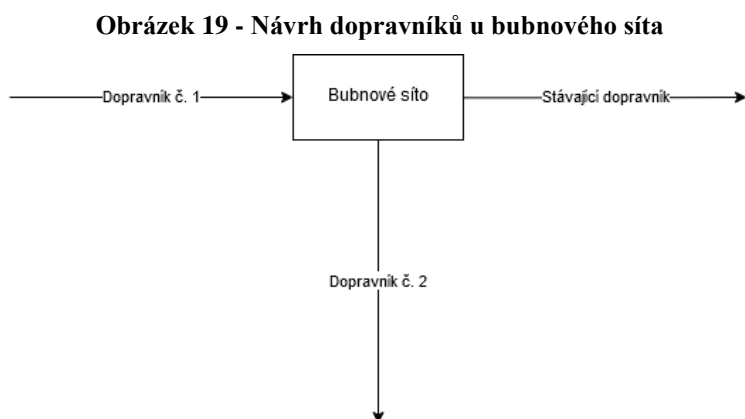 Obrázek 19 - Návrh dopravníků u bubnového síta
Dopravník č. 1
Bubnové síto
Stávající dopravník
Dopravník č. 2